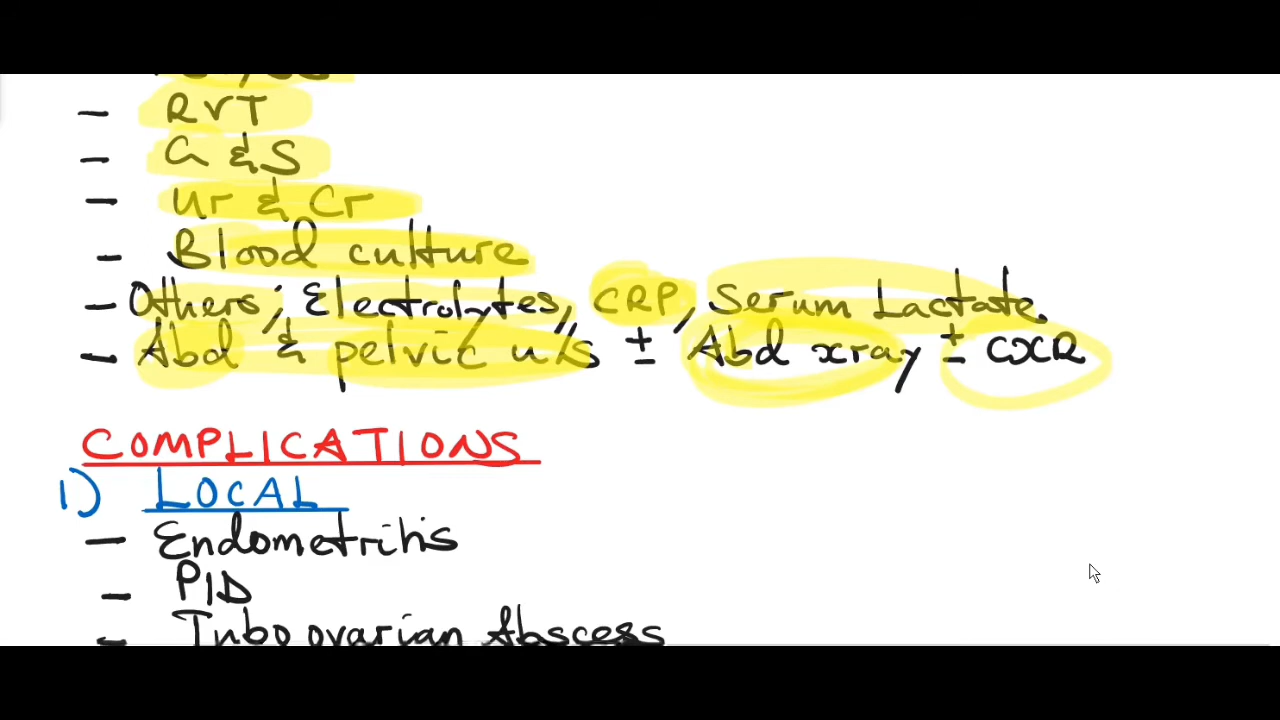 - RVT
- G & S
- Ur & Cr
- Blood culture
- Others; Electrolytes, CRP, Serum Lactate
- Abd & pelvic u/s ± Abd xray ± CXR
COMPLICATIONS
1) LOCAL
- Endometritis
- PID
- Tubo ovarian Abscess